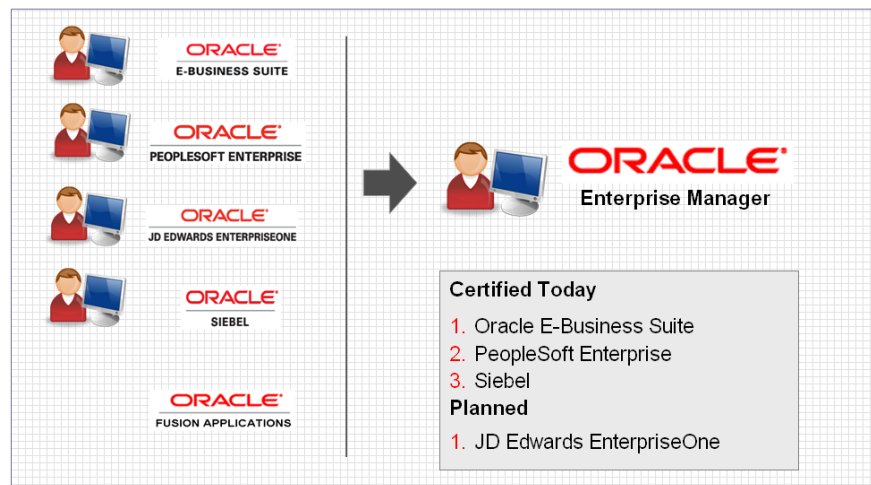 ORACLE®
E-BUSINESS SUITE
ORACLE®
PEOPLESOFT ENTERPRISE
ORACLE®
JD EDWARDS ENTERPRISEONE
ORACLE®
SIEBEL
ORACLE®
FUSION APPLICATIONS
ORACLE®
Enterprise Manager
Certified Today
1. Oracle E-Business Suite
2. PeopleSoft Enterprise
3. Siebel
Planned
1. JD Edwards EnterpriseOne